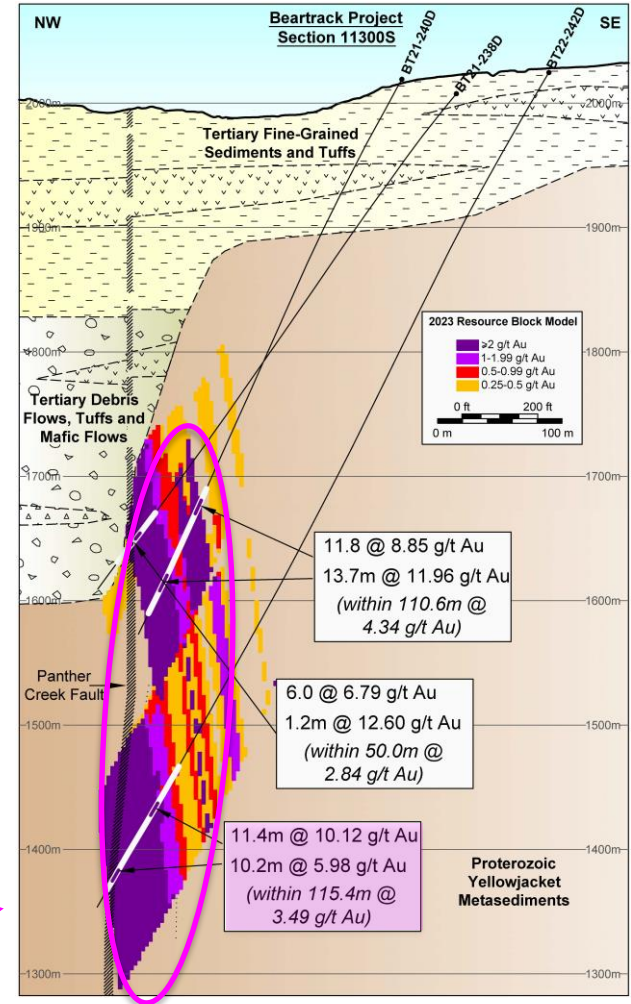 NW
Beartrack Project
Section 11300S
SE
BT21-240D
BT21-238D
BT22-242D
2000m
2000m
Tertiary Fine-Grained
Sediments and Tuffs
1900m
1900m
2023 Resource Block Model
≥2 g/t Au
1-1.99 g/t Au
0.5-0.99 g/t Au
0.25-0.5 g/t Au
0 ft 200 ft
0 m 100 m
1800m
Tertiary Debris
Flows, Tuffs and
Mafic Flows
1700m
1700m
11.8 @ 8.85 g/t Au
13.7m @ 11.96 g/t Au
(within 110.6m @
4.34 g/t Au)
1600m
1600m
Panther
Creek Fault
6.0 @ 6.79 g/t Au
1.2m @ 12.60 g/t Au
(within 50.0m @
2.84 g/t Au)
1500m
1500m
11.4m @ 10.12 g/t Au
10.2m @ 5.98 g/t Au
(within 115.4m @
3.49 g/t Au)
1400m
1400m
Proterozoic
Yellowjacket
Metasediments
1300m
1300m